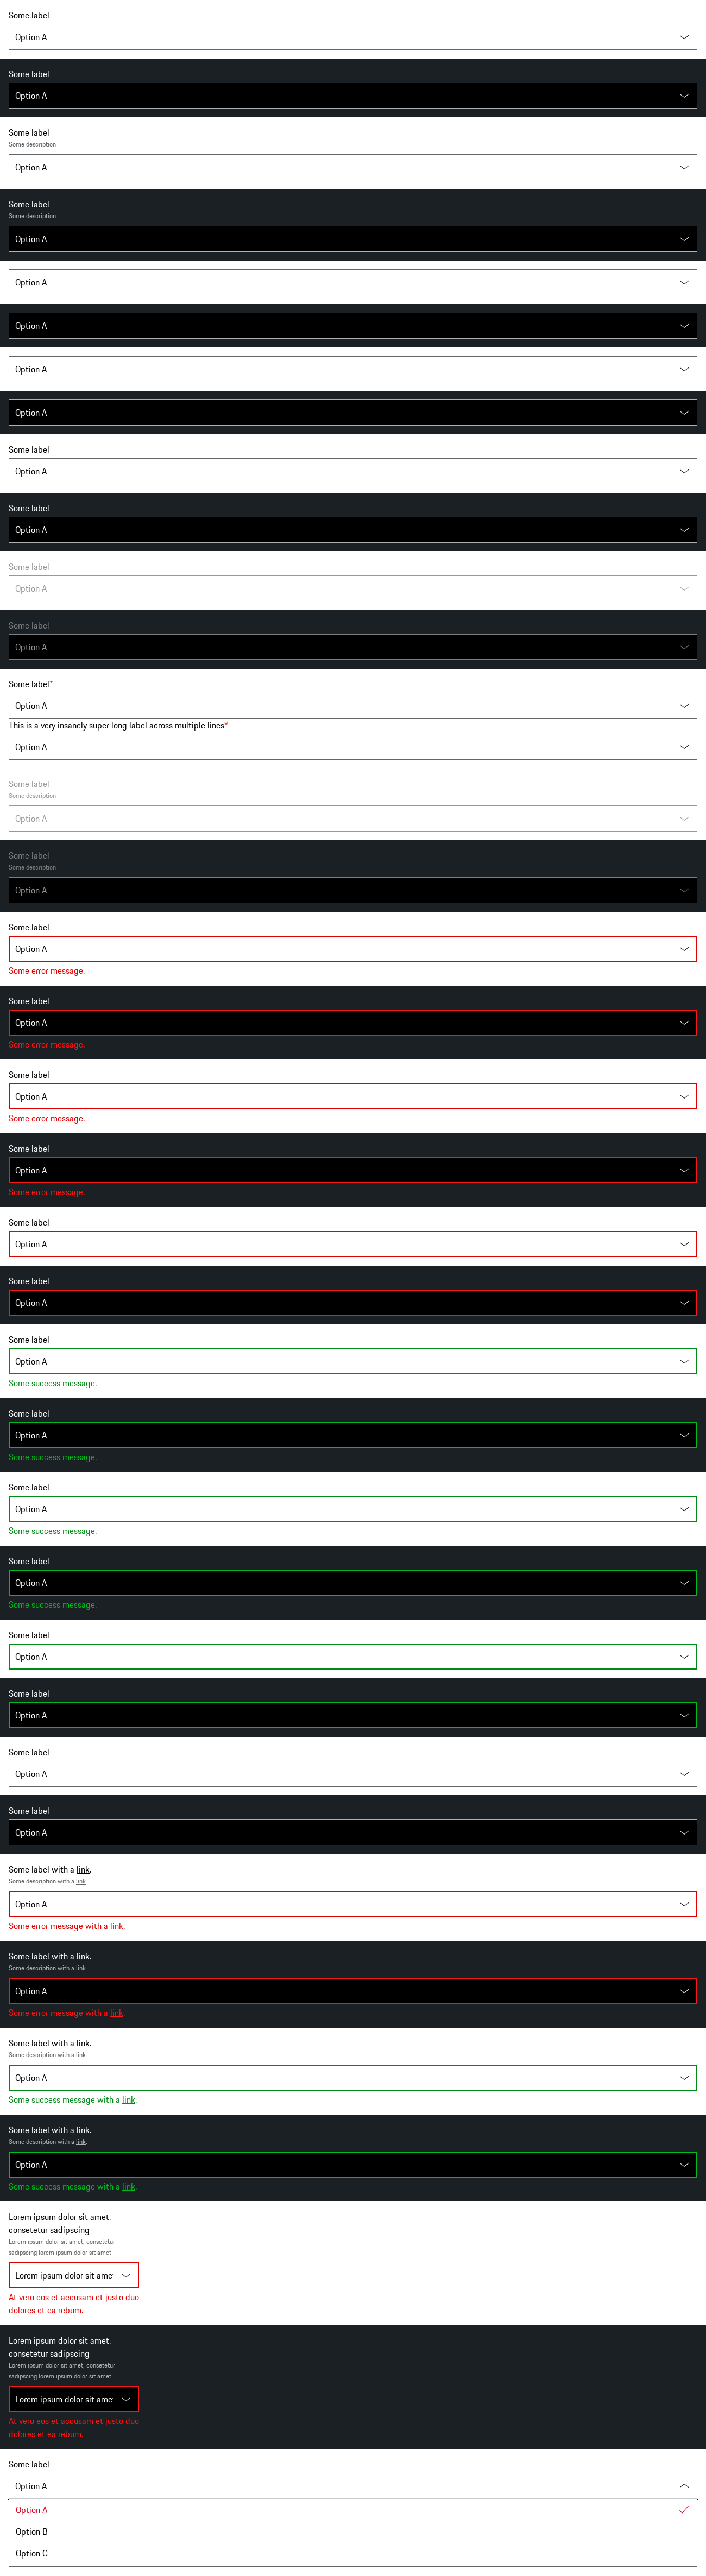 Some label
Option A
Some label
Option A
Some label
Some description
Option A
Some label
Some description
Option A
Option A
Option A
Option A
Option A
Some label
Option A
Some label
Option A
Some label
Option A
Some label
Option A
Some label*
Option A
This is a very insanely super long label across multiple lines*
Option A
Some label
Some description
Option A
Some label
Some description
Option A
Some label
Option A
Some error message.
Some label
Option A
Some error message.
Some label
Option A
Some error message.
Some label
Option A
Some error message.
Some label
Option A
Some label
Option A
Some label
Option A
Some success message.
Some label
Option A
Some success message.
Some label
Option A
Some success message.
Some label
Option A
Some success message.
Some label
Option A
Some label
Option A
Some label
Option A
Some label
Option A
Some label with a link.
Some description with a link.
Option A
Some error message with a link.
Some label with a link.
Some description with a link.
Option A
Some error message with a link.
Some label with a link.
Some description with a link.
Option A
Some success message with a link.
Some label with a link.
Some description with a link.
Option A
Some success message with a link.
Lorem ipsum dolor sit amet,
consetetur sadipscing
Lorem ipsum dolor sit amet, consetetur
sadipscing lorem ipsum dolor sit amet
Lorem ipsum dolor sit ame
At vero eos et accusam et justo duo
dolores et ea rebum.
Lorem ipsum dolor sit amet,
consetetur sadipscing
Lorem ipsum dolor sit amet, consetetur
sadipscing lorem ipsum dolor sit amet
Lorem ipsum dolor sit ame
At vero eos et accusam et justo duo
dolores et ea rebum.
Some label
Option A
Option A
Option B
Option C